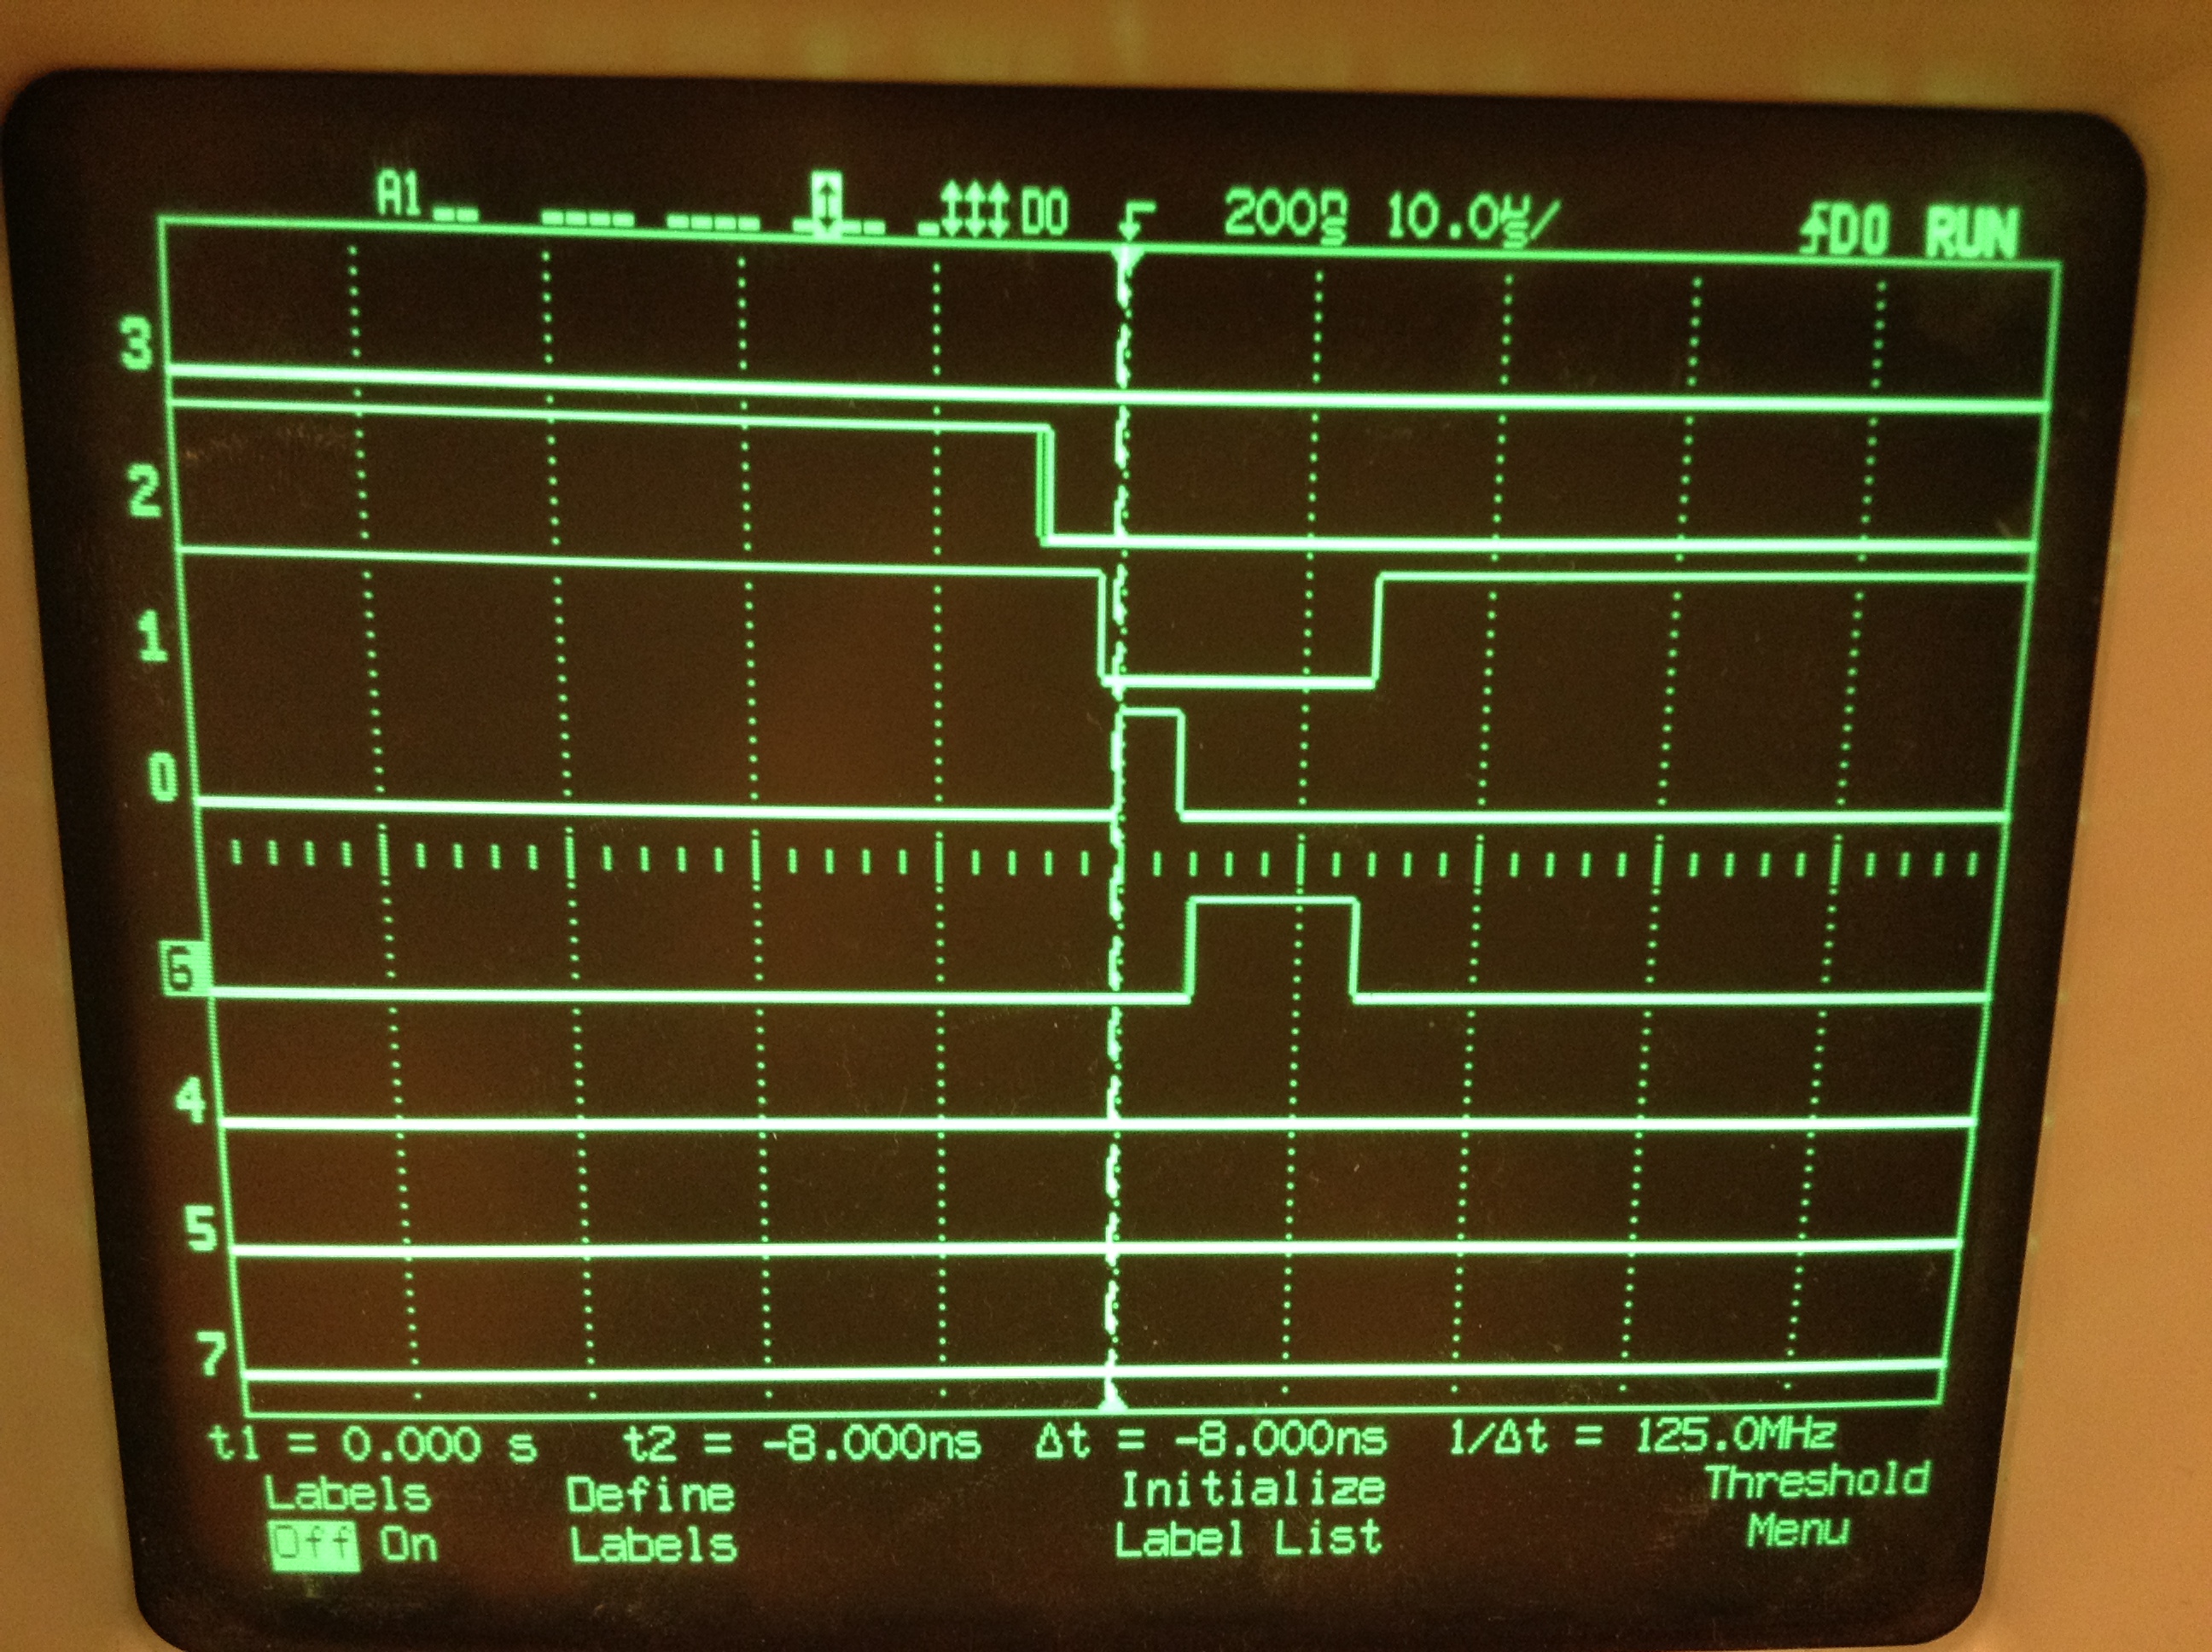 A1 D0 200ns 10.0µs/ D0 RUN
3
2
1
0
6
4
5
7
t1 = 0.000 s t2 = -8.000ns Δt = -8.000ns 1/Δt = 125.0MHz
Labels Define Initialize Threshold
Off On Labels Label List Menu